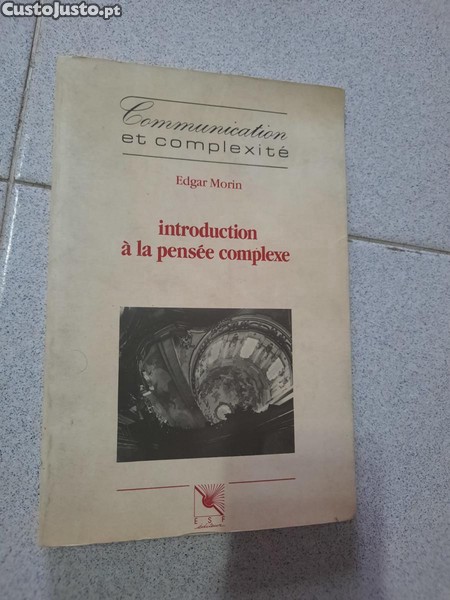 CustoJusto.pt
Communication
et complexité
Edgar Morin
introduction
à la pensée complexe
E S F